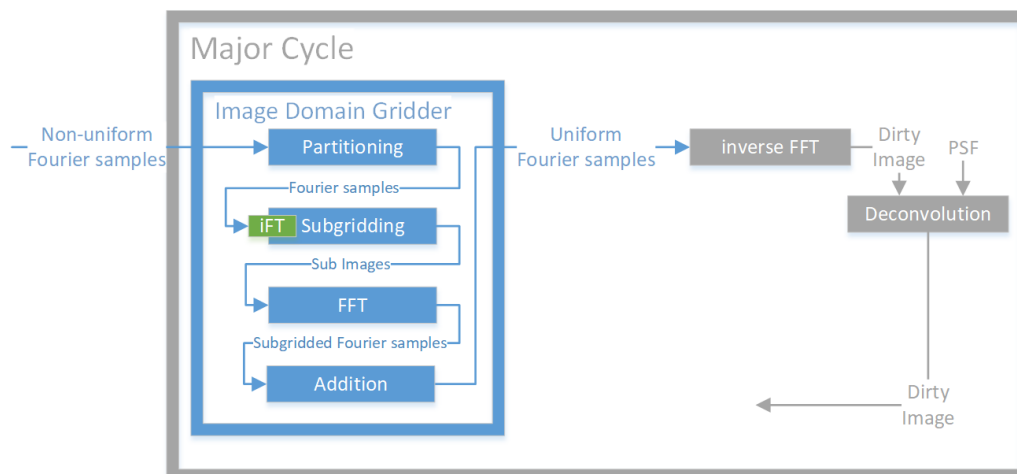 Major Cycle
Image Domain Gridder
Non-uniform
Fourier samples
Partitioning
Fourier samples
iFT
Subgridding
Sub Images
FFT
Subgridded Fourier samples
Addition
Uniform
Fourier samples
inverse FFT
Dirty
Image
PSF
Deconvolution
Dirty
Image